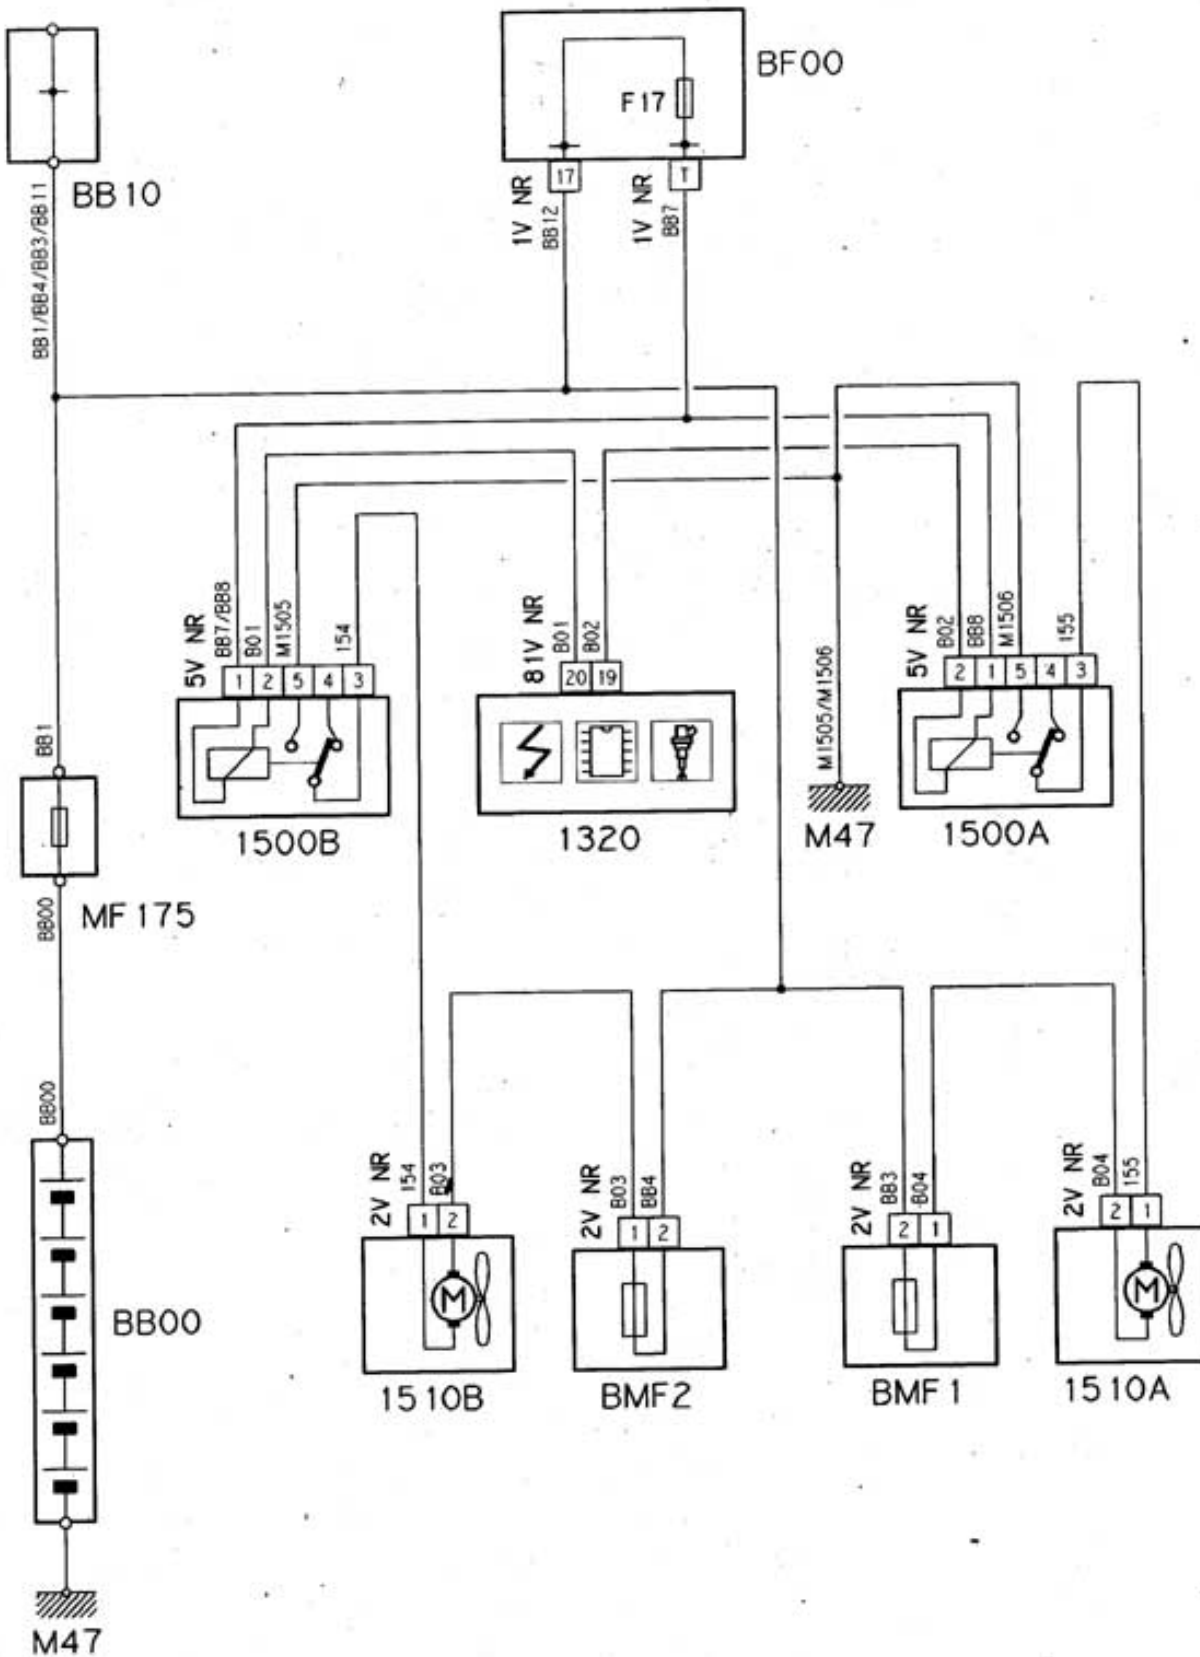 BF00
F17
17
T
1V NR
BB12
1V NR
BB7
BB10
BB1/BB4/BB3/BB11
5V NR
BB7/BB8
B01
M1505
154
1 2 5 4 3
1500B
81V NR
B01
B02
20 19
1320
M1505/M1506
M47
5V NR
B02
BB8
M1506
155
2 1 5 4 3
1500A
BB1
MF175
BB00
BB00
BB00
M47
2V NR
154
B03
1 2
M
1510B
2V NR
B03
BB4
1 2
BMF2
2V NR
BB3
B04
2 1
BMF1
2V NR
B04
155
2 1
M
1510A